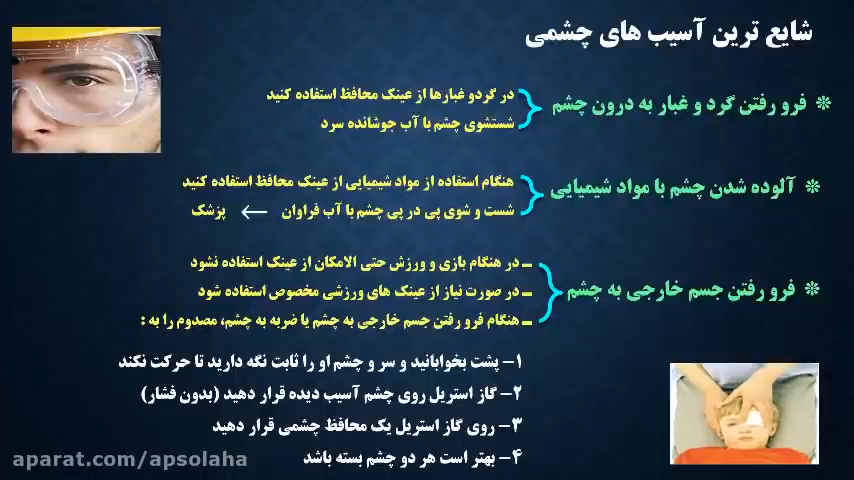 شایع ترین آسیب های چشمی
❊ فرو رفتن گرد و غبار به درون چشم
در گردو غبارها از عینک محافظ استفاده کنید
شستشوی چشم با آب جوشانده سرد
❊ آلوده شدن چشم با مواد شیمیایی
هنگام استفاده از مواد شیمیایی از عینک محافظ استفاده کنید
شست و شوی پی در پی چشم با آب فراوان ← پزشک
❊ فرو رفتن جسم خارجی به چشم
ــ در هنگام بازی و ورزش حتی الامکان از عینک استفاده نشود
ــ در صورت نیاز از عینک های ورزشی مخصوص استفاده شود
ــ هنگام فرو رفتن جسم خارجی به چشم یا ضربه به چشم، مصدوم را به :
۱– پشت بخوابانید و سر و چشم او را ثابت نگه دارید تا حرکت نکند
۲– گاز استریل روی چشم آسیب دیده قرار دهید (بدون فشار)
۳– روی گاز استریل یک محافظ چشمی قرار دهید
۴– بهتر است هر دو چشم بسته باشد
aparat.com/apsolaha